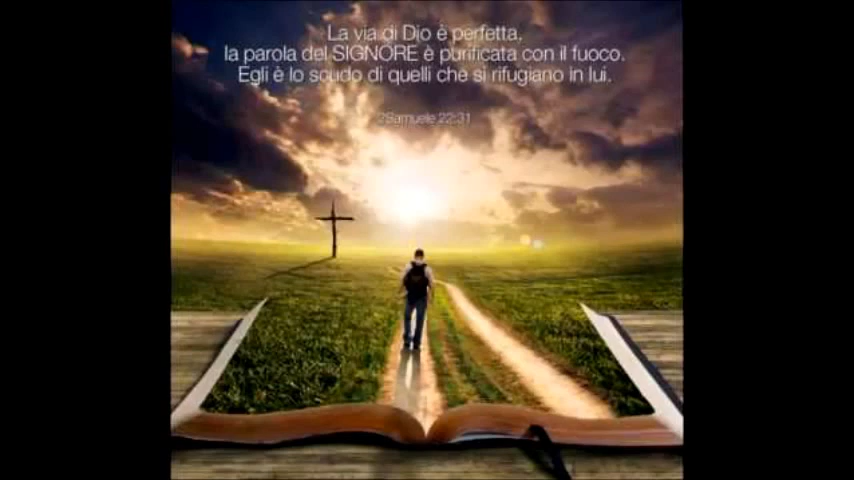 La via di Dio è perfetta,
la parola del SIGNORE è purificata con il fuoco.
Egli è lo scudo di quelli che si rifugiano in lui.
2Samuele 22:31